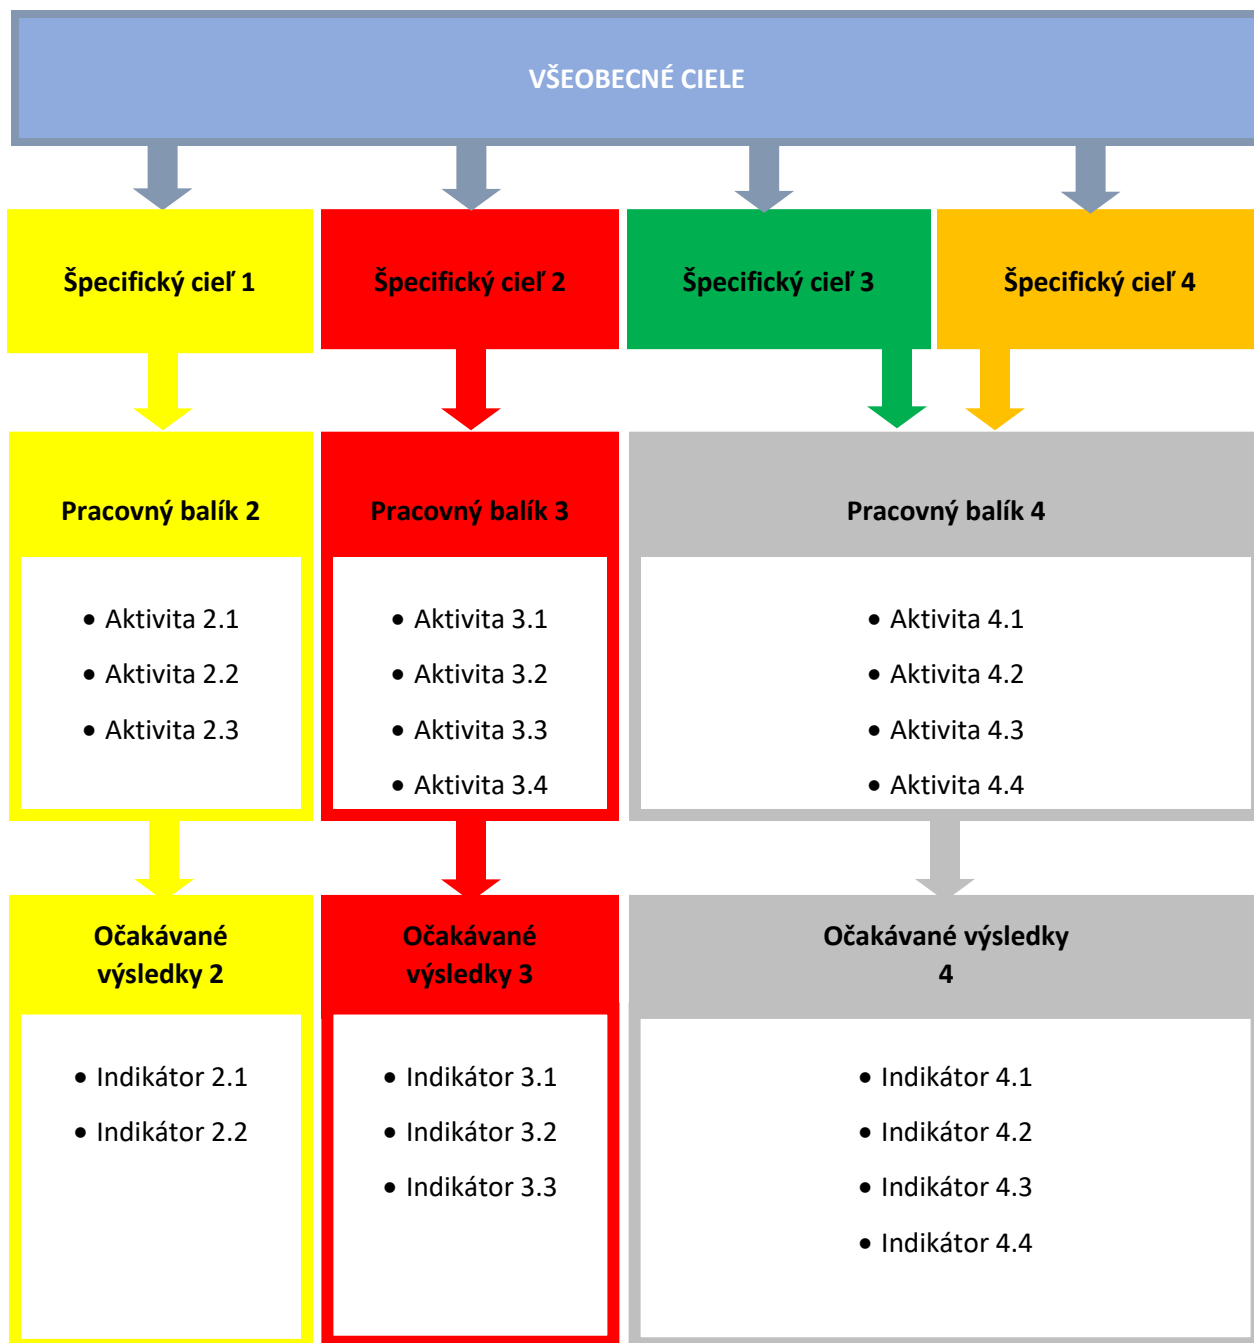 VŠEOBECNÉ CIELE
Špecifický cieľ 1
Špecifický cieľ 2
Špecifický cieľ 3
Špecifický cieľ 4
Pracovný balík 2
• Aktivita 2.1
• Aktivita 2.2
• Aktivita 2.3
Pracovný balík 3
• Aktivita 3.1
• Aktivita 3.2
• Aktivita 3.3
• Aktivita 3.4
Pracovný balík 4
• Aktivita 4.1
• Aktivita 4.2
• Aktivita 4.3
• Aktivita 4.4
Očakávané
výsledky 2
• Indikátor 2.1
• Indikátor 2.2
Očakávané
výsledky 3
• Indikátor 3.1
• Indikátor 3.2
• Indikátor 3.3
Očakávané výsledky
4
• Indikátor 4.1
• Indikátor 4.2
• Indikátor 4.3
• Indikátor 4.4